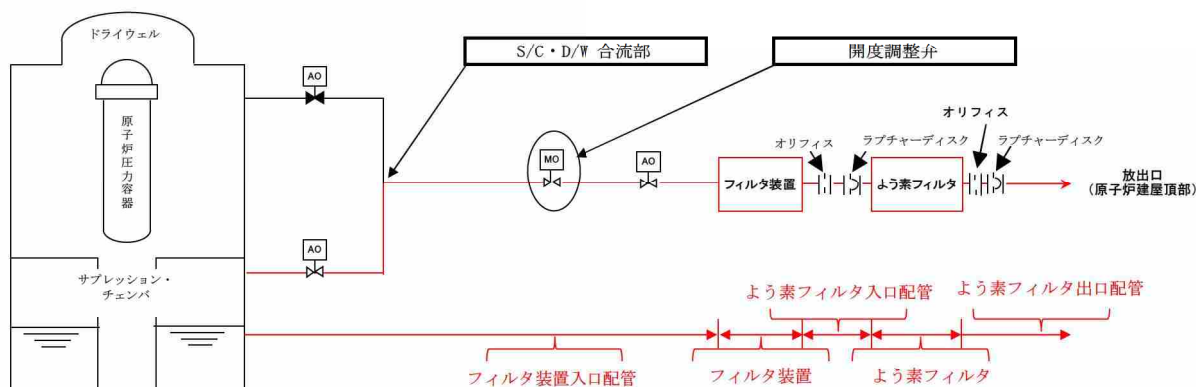 ドライウェル
原子炉圧力容器
サプレッション・
チェンバ
AO
AO
S/C・D/W 合流部
開度調整弁
MO
AO
フィルタ装置
オリフィス
ラプチャーディスク
よう素フィルタ
オリフィス
ラプチャーディスク
放出口
(原子炉建屋頂部)
よう素フィルタ入口配管
よう素フィルタ出口配管
フィルタ装置入口配管
フィルタ装置
よう素フィルタ